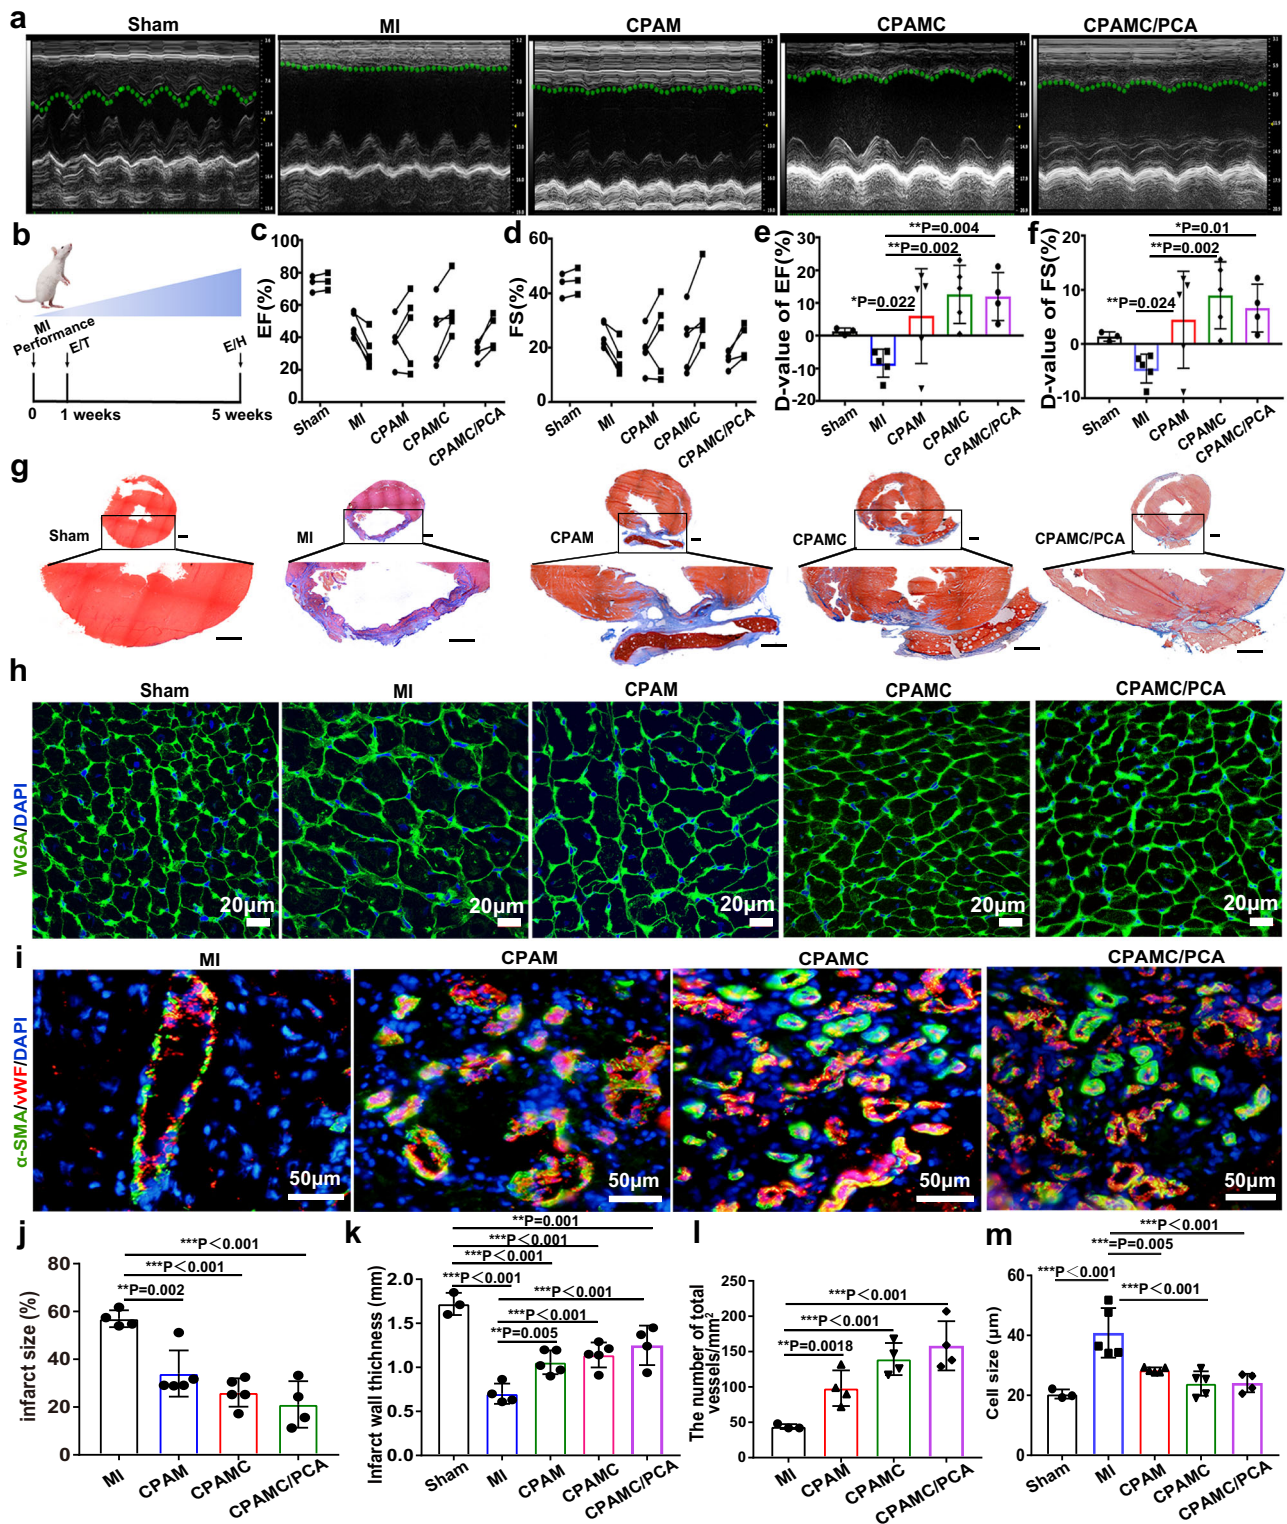 a
Sham
MI
CPAM
CPAMC
CPAMC/PCA
b
MI
Performance
E/T
E/H
0
1 weeks
5 weeks
c
EF(%)
100
80
60
40
20
0
Sham
MI
CPAM
CPAMC
CPAMC/PCA
d
FS(%)
60
40
20
0
Sham
MI
CPAM
CPAMC
CPAMC/PCA
e
D-value of EF(%)
30
20
10
0
-10
-20
**P=0.004
**P=0.002
*P=0.022
Sham
MI
CPAM
CPAMC
CPAMC/PCA
f
D-value of FS(%)
20
10
0
-10
*P=0.01
**P=0.002
**P=0.024
Sham
MI
CPAM
CPAMC
CPAMC/PCA
g
Sham
MI
CPAM
CPAMC
CPAMC/PCA
h
Sham
MI
CPAM
CPAMC
CPAMC/PCA
WGA/DAPI
20μm
20μm
20μm
20μm
20μm
i
MI
CPAM
CPAMC
CPAMC/PCA
α-SMA/vWF/DAPI
50μm
50μm
50μm
50μm
j
infarct size (%)
80
60
40
20
0
***P<0.001
***P<0.001
**P=0.002
MI
CPAM
CPAMC
CPAMC/PCA
k
Infarct wall thichness (mm)
2.0
1.5
1.0
0.5
0.0
**P=0.001
***P<0.001
***P<0.001
***P<0.001
***P<0.001
***P<0.001
**P=0.005
Sham
MI
CPAM
CPAMC
CPAMC/PCA
l
The number of total
vessels/mm²
250
200
150
100
50
0
***P<0.001
***P<0.001
**P=0.0018
MI
CPAM
CPAMC
CPAMC/PCA
m
Cell size (μm)
60
40
20
0
***P<0.001
***=P=0.005
***P<0.001
***P<0.001
Sham
MI
CPAM
CPAMC
CPAMC/PCA